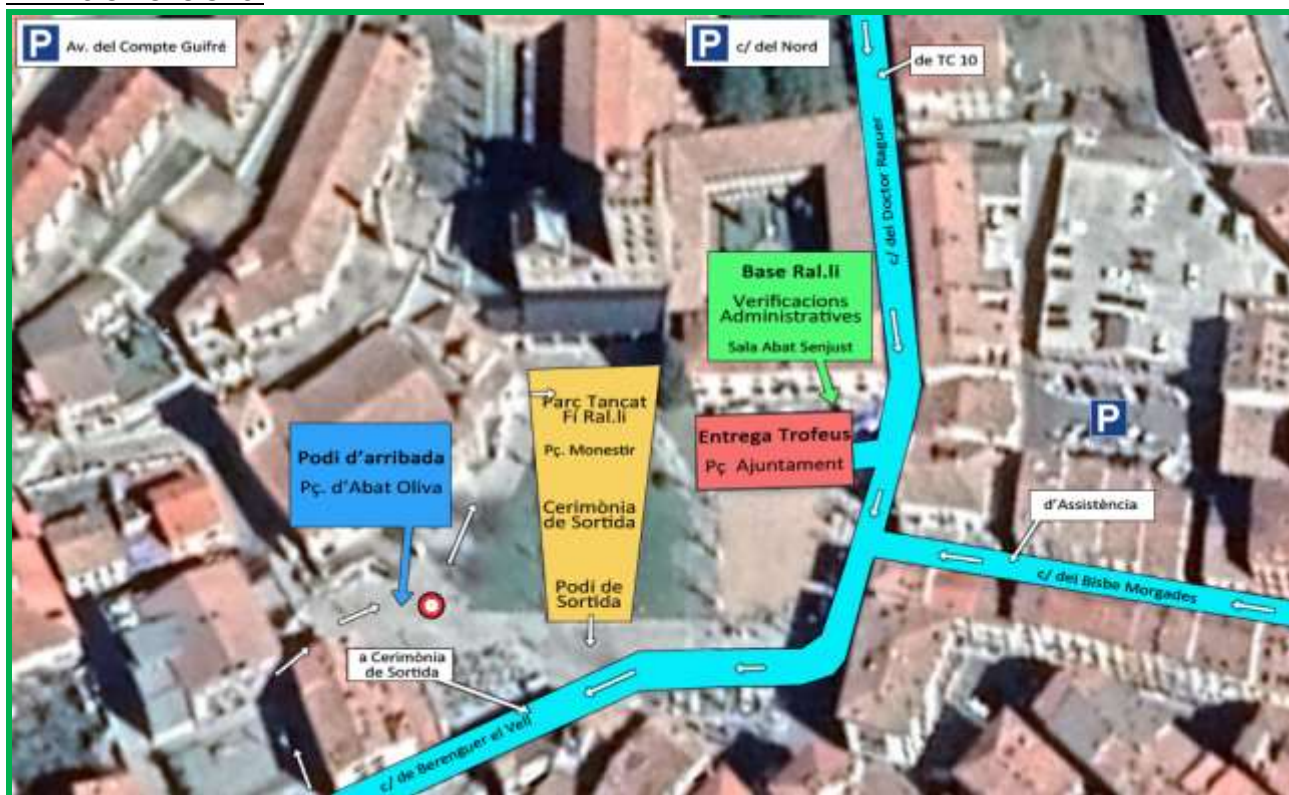 P Av. del Compte Guifré
P c/ del Nord
de TC 10
c/ del Doctor Raguer
Base Ral.li
Verificacions
Administratives
Sala Abat Senjust
Parc Tancat
Fi Ral.li
Pç. Monestir
Cerimònia
de Sortida
Podi de
Sortida
Podi d'arribada
Pç. d'Abat Oliva
Entrega Trofeus
Pç Ajuntament
P
d'Assistència
c/ del Bisbe Morgades
a Cerimònia
de Sortida
c/ de Berenguer el Vell